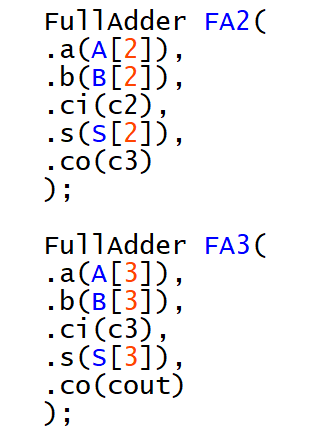 FullAdder FA2(
.a(A[2]),
.b(B[2]),
.ci(c2),
.s(S[2]),
.co(c3)
);

FullAdder FA3(
.a(A[3]),
.b(B[3]),
.ci(c3),
.s(S[3]),
.co(cout)
);